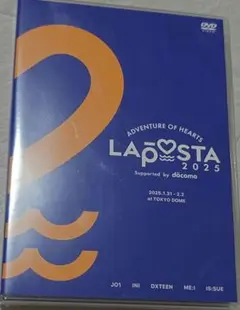 DVD
ADVENTURE OF HEARTS
LAPOSTA
2025
Supported by döcomo
2025.1.31 - 2.2
at TOKYO DOME
JO1 INI DXTEEN ME:I IS:SUE